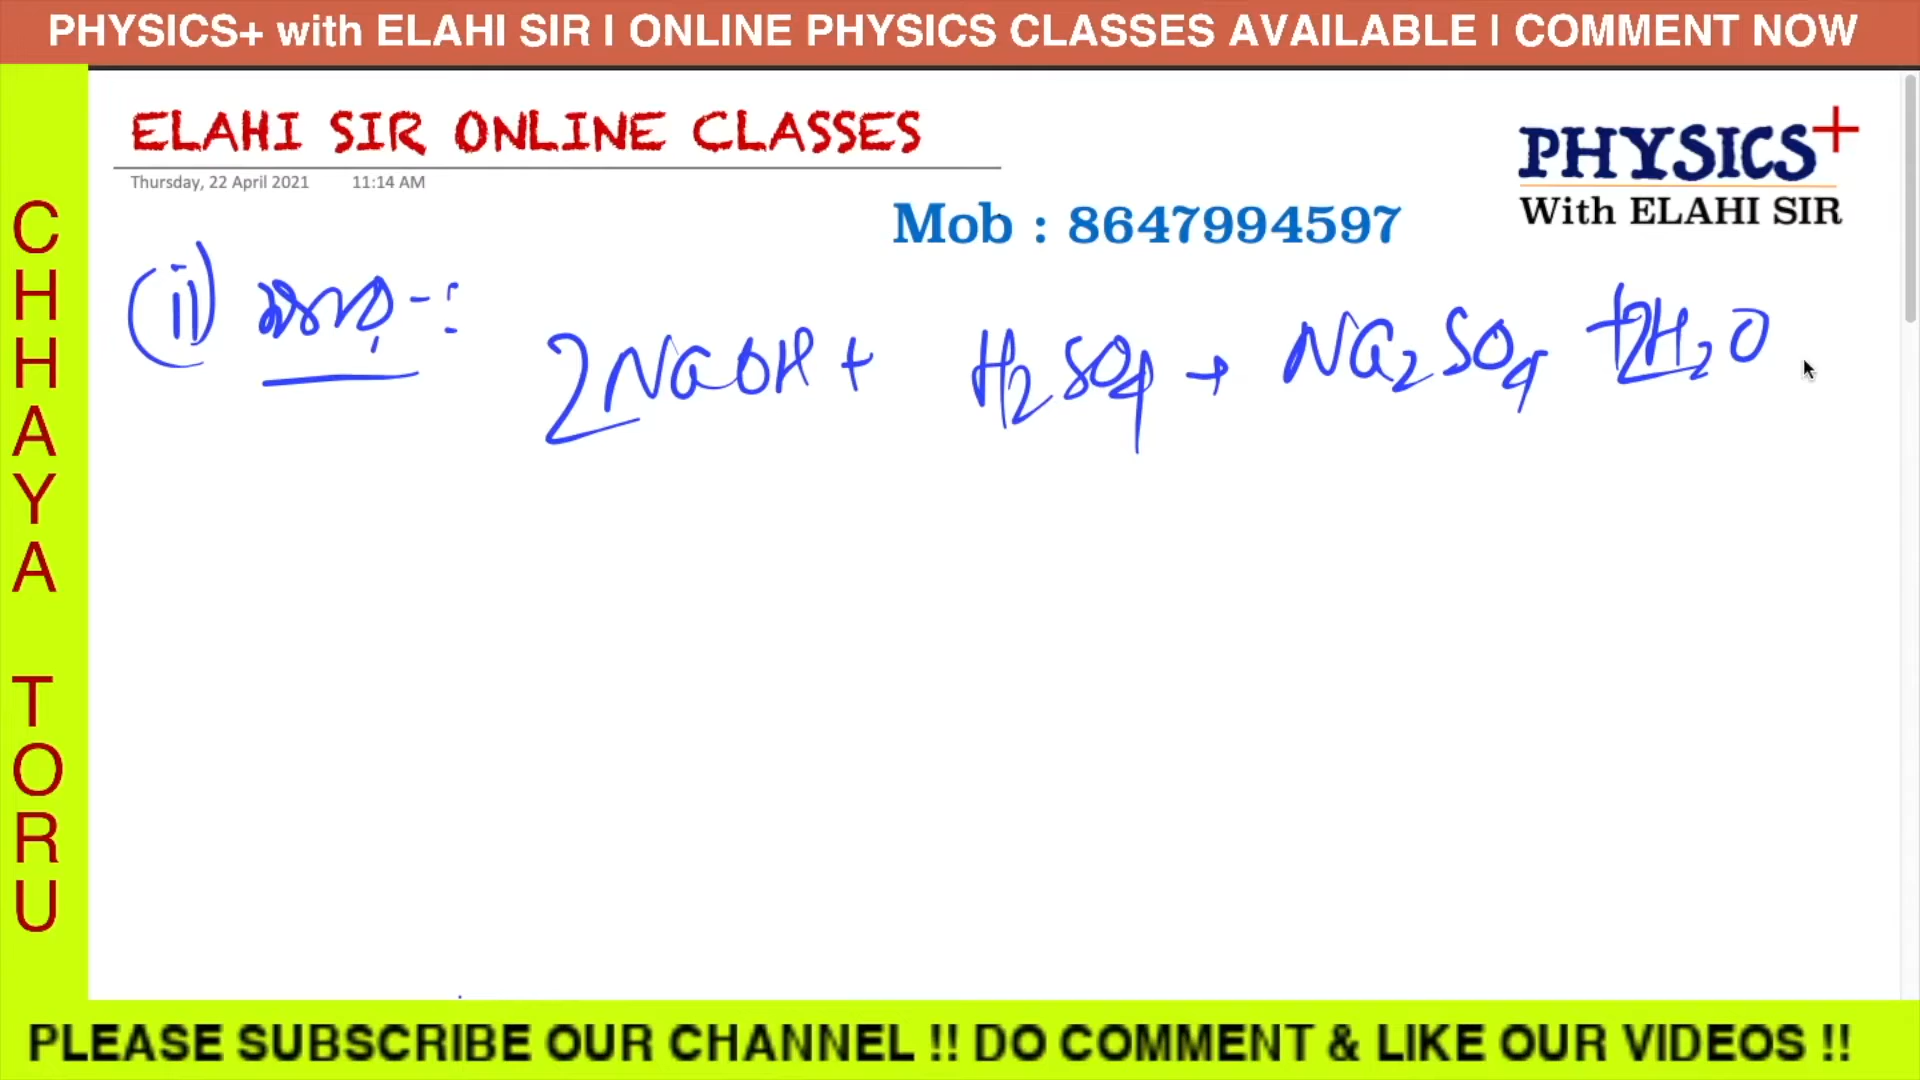 PHYSICS+ with ELAHI SIR I ONLINE PHYSICS CLASSES AVAILABLE I COMMENT NOW
ELAHI SIR ONLINE CLASSES
Thursday, 22 April 2021 11:14 AM
PHYSICS+
With ELAHI SIR
Mob : 8647994597
(ii)
2NaOH + H₂SO₄ → Na₂SO₄ + 2H₂O
CHHAYA TORU
PLEASE SUBSCRIBE OUR CHANNEL !! DO COMMENT & LIKE OUR VIDEOS !!